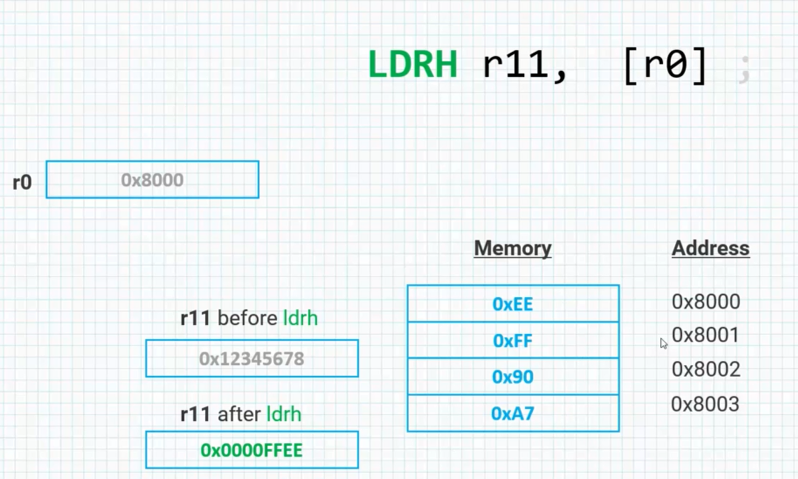 LDRH r11, [r0] ;
r0 0x8000
Memory Address
0xEE 0x8000
r11 before ldrh
0xFF 0x8001
0x12345678
0x90 0x8002
0xA7 0x8003
r11 after ldrh
0x0000FFEE